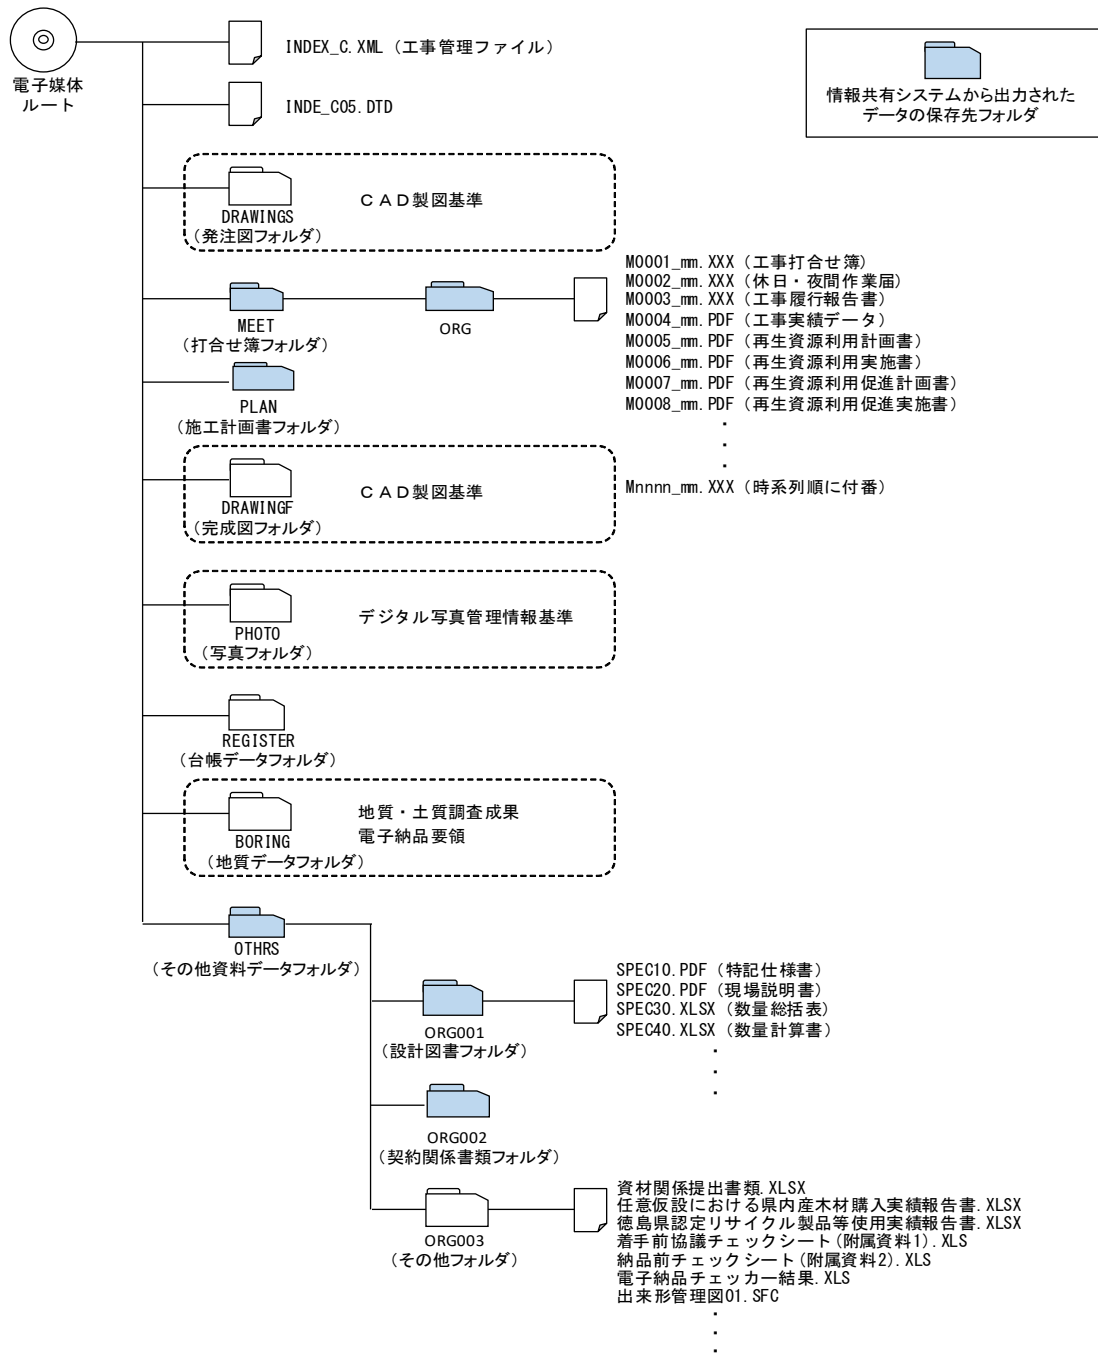 電子媒体
ルート
INDEX_C.XML（工事管理ファイル）
INDE_C05.DTD
情報共有システムから出力された
データの保存先フォルダ
DRAWINGS
（発注図フォルダ）
ＣＡＤ製図基準
MEET
（打合せ簿フォルダ）
ORG
M0001_mm.XXX（工事打合せ簿）
M0002_mm.XXX（休日・夜間作業届）
M0003_mm.XXX（工事履行報告書）
M0004_mm.PDF（工事実績データ）
M0005_mm.PDF（再生資源利用計画書）
M0006_mm.PDF（再生資源利用実施書）
M0007_mm.PDF（再生資源利用促進計画書）
M0008_mm.PDF（再生資源利用促進実施書）
・
・
・
Mnnnn_mm.XXX（時系列順に付番）
PLAN
（施工計画書フォルダ）
DRAWINGF
（完成図フォルダ）
ＣＡＤ製図基準
PHOTO
（写真フォルダ）
デジタル写真管理情報基準
REGISTER
（台帳データフォルダ）
BORING
（地質データフォルダ）
地質・土質調査成果
電子納品要領
OTHRS
（その他資料データフォルダ）
ORG001
（設計図書フォルダ）
SPEC10.PDF（特記仕様書）
SPEC20.PDF（現場説明書）
SPEC30.XLSX（数量総括表）
SPEC40.XLSX（数量計算書）
・
・
・
ORG002
（契約関係書類フォルダ）
ORG003
（その他フォルダ）
資材関係提出書類.XLSX
任意仮設における県内産木材購入実績報告書.XLSX
徳島県認定リサイクル製品等使用実績報告書.XLSX
着手前協議チェックシート(附属資料1).XLS
納品前チェックシート(附属資料2).XLS
電子納品チェッカー結果.XLS
出来形管理図01.SFC
・
・
・